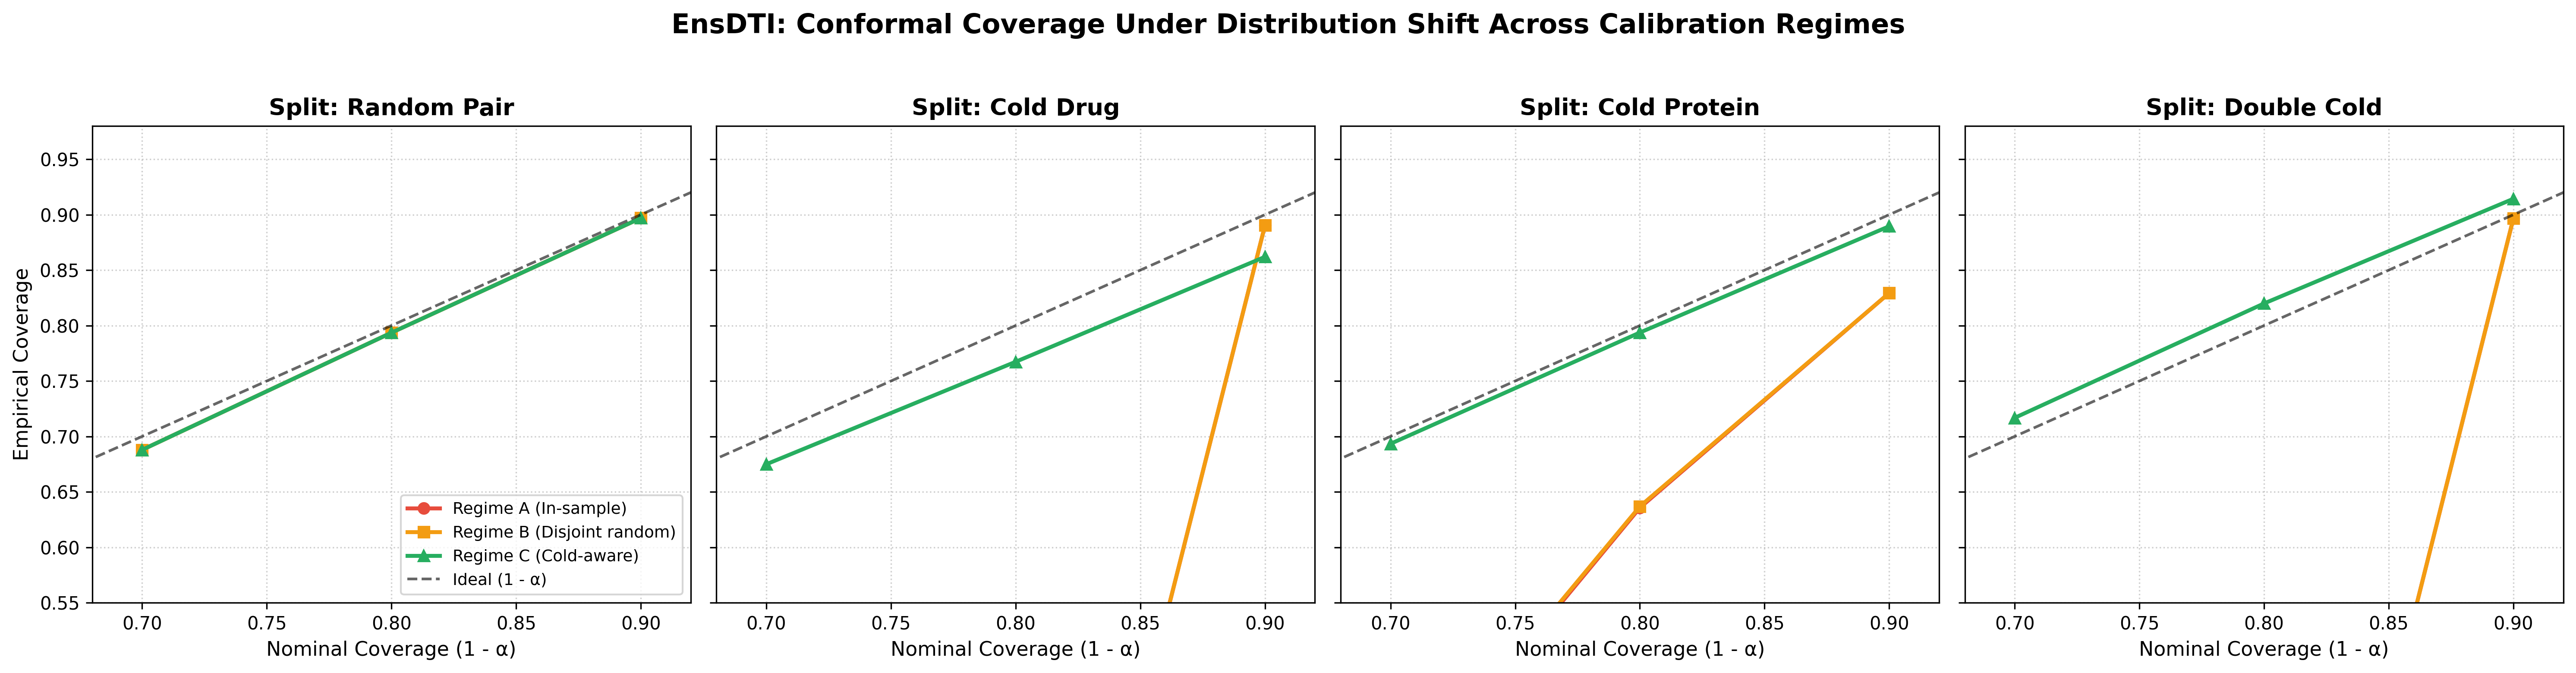 EnsDTI: Conformal Coverage Under Distribution Shift Across Calibration Regimes
Split: Random Pair
Split: Cold Drug
Split: Cold Protein
Split: Double Cold
Empirical Coverage
0.95
0.90
0.85
0.80
0.75
0.70
0.65
0.60
0.55
Regime A (In-sample)
Regime B (Disjoint random)
Regime C (Cold-aware)
Ideal (1 - α)
0.70 0.75 0.80 0.85 0.90
0.70 0.75 0.80 0.85 0.90
0.70 0.75 0.80 0.85 0.90
0.70 0.75 0.80 0.85 0.90
Nominal Coverage (1 - α)
Nominal Coverage (1 - α)
Nominal Coverage (1 - α)
Nominal Coverage (1 - α)